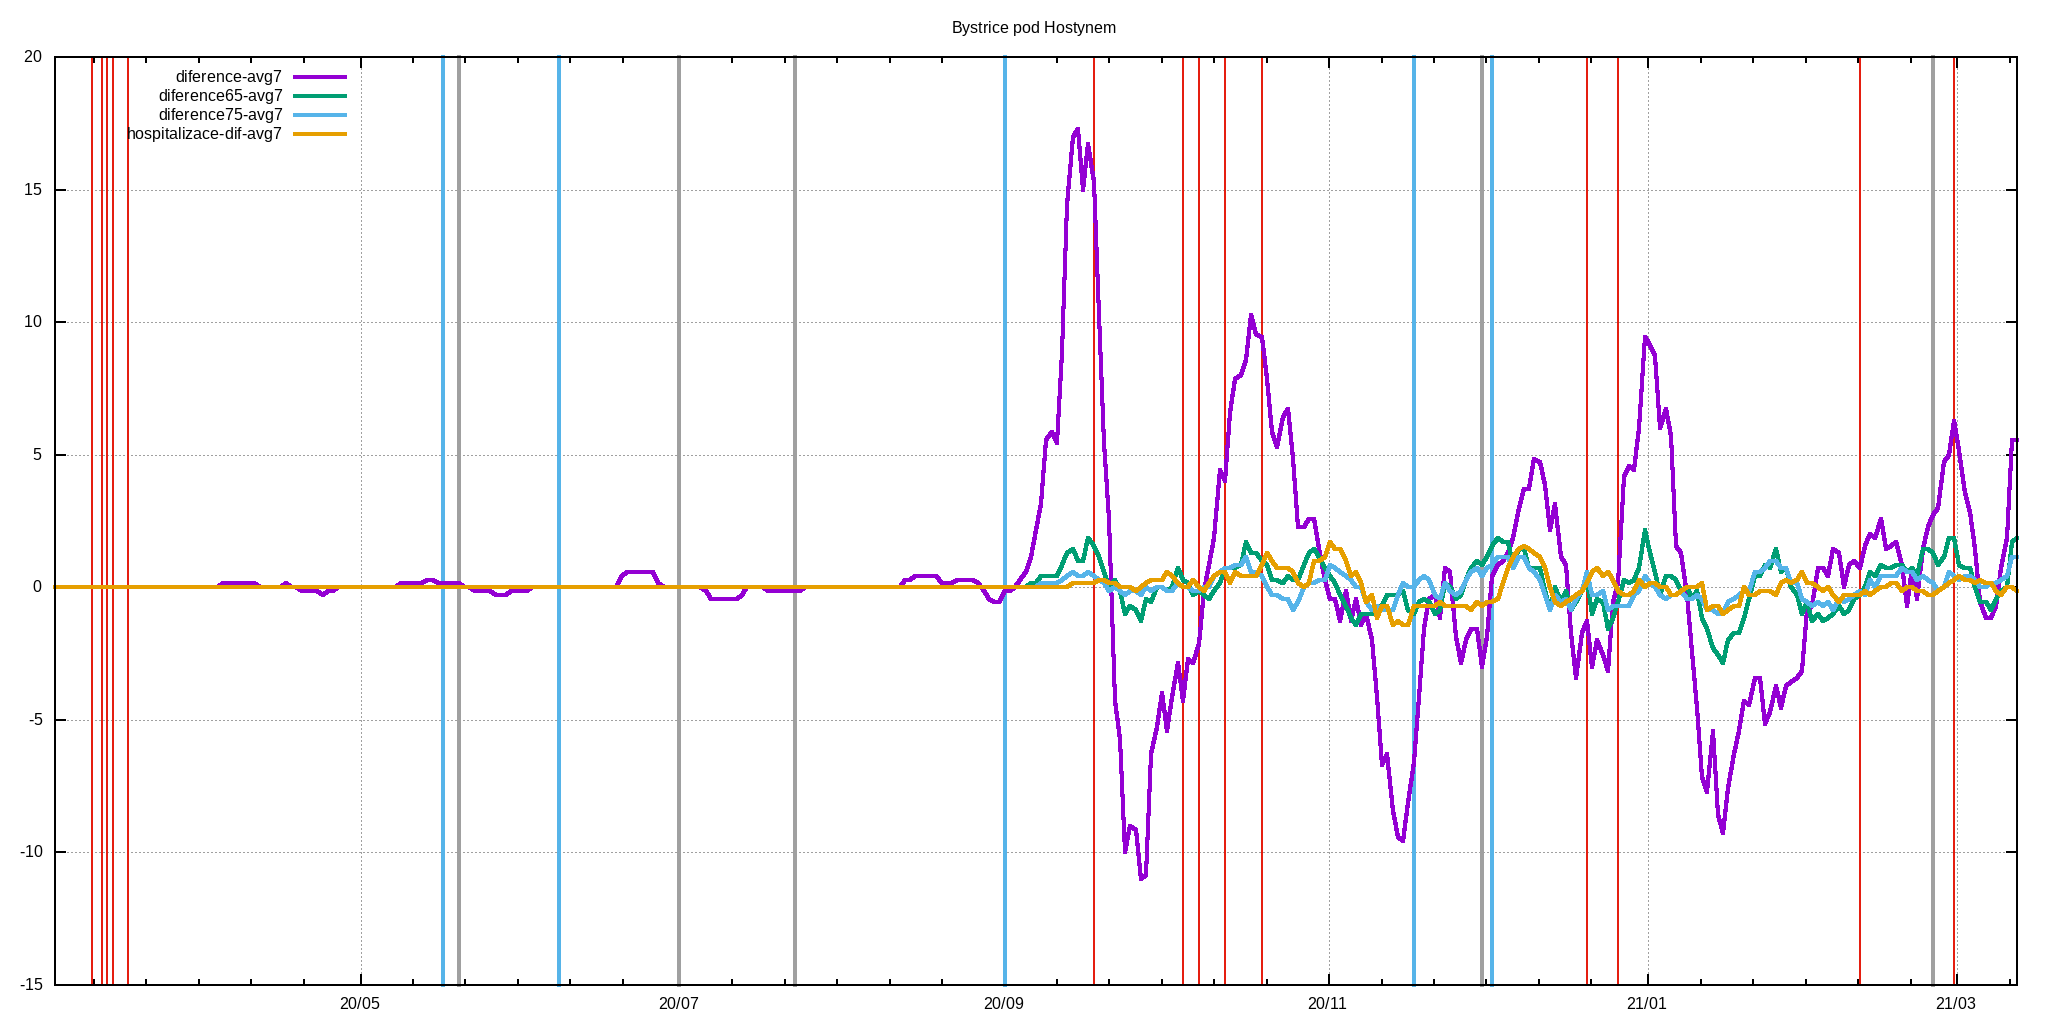 Bystrice pod Hostynem
20
diference-avg7
diference65-avg7
diference75-avg7
hospitalizace-dif-avg7
15
10
5
0
-5
-10
-15
20/05 20/07 20/09 20/11 21/01 21/03